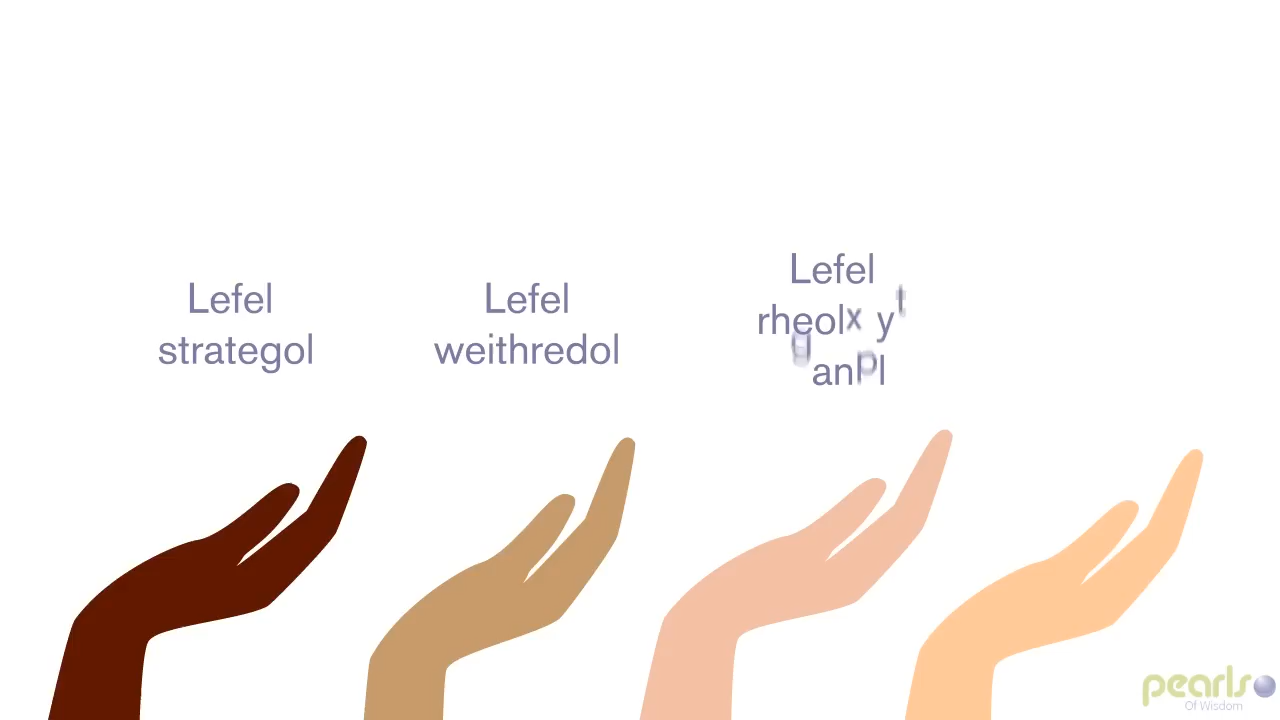 Lefel
strategol
Lefel
weithredol
Lefel
pearls
Of Wisdom